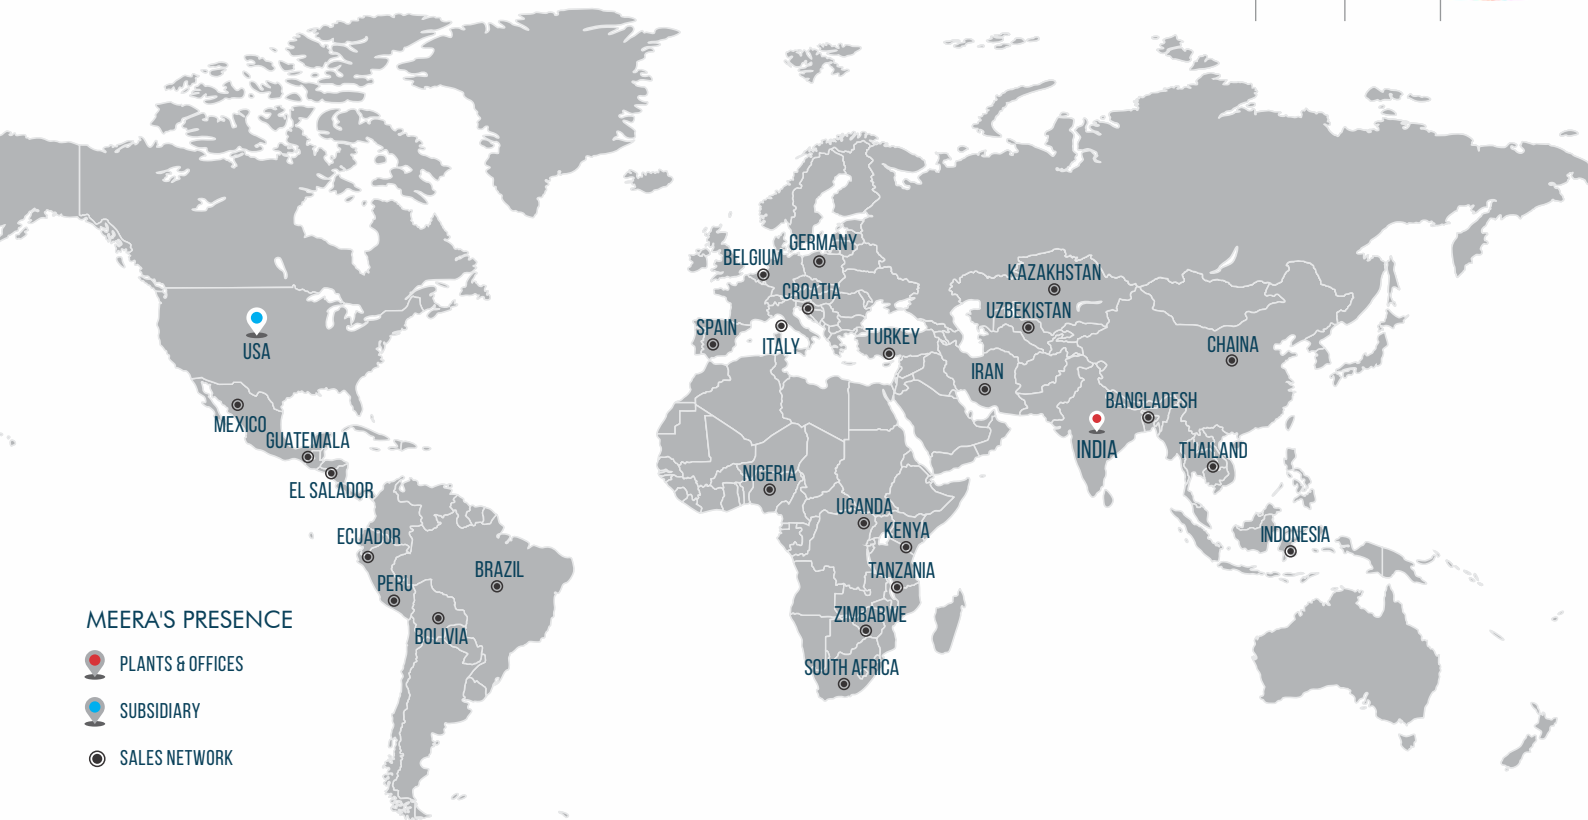 GERMANY
BELGIUM
KAZAKHSTAN
CROATIA
UZBEKISTAN
SPAIN
TURKEY
ITALY
CHAINA
USA
IRAN
BANGLADESH
MEXICO
GUATEMALA
INDIA
THAILAND
NIGERIA
EL SALADOR
UGANDA
KENYA
ECUADOR
INDONESIA
BRAZIL
TANZANIA
PERU
ZIMBABWE
BOLIVIA
SOUTH AFRICA
MEERA'S PRESENCE
PLANTS & OFFICES
SUBSIDIARY
SALES NETWORK